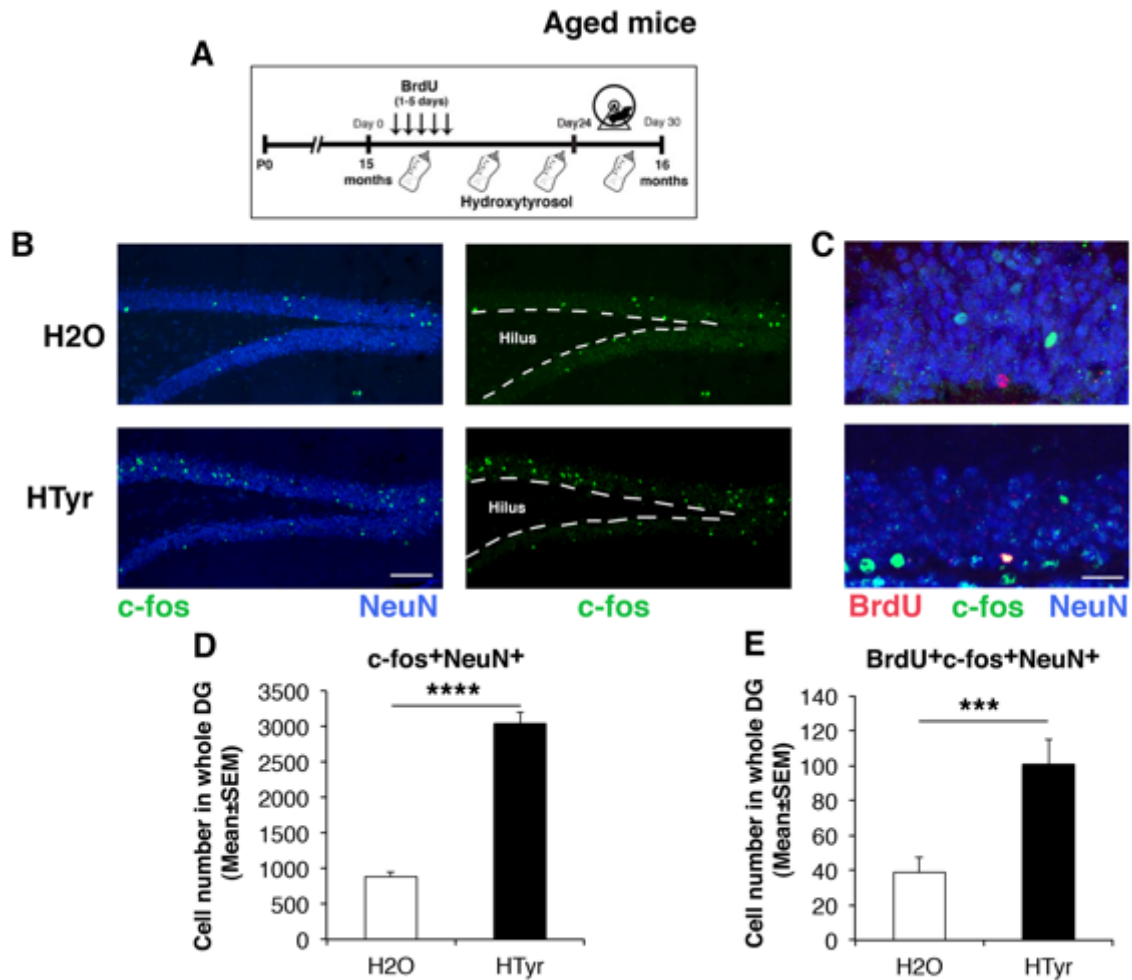 Aged mice
A
BrdU
(1-5 days)
Day 0
Day24
Day 30
P0
15
months
16
months
Hydroxytyrosol
B
C
H2O
Hilus
HTyr
Hilus
c-fos NeuN
c-fos
BrdU c-fos NeuN
D
c-fos+NeuN+
Cell number in whole DG
(Mean±SEM)
3500
3000
2500
2000
1500
1000
500
0
****
H2O HTyr
E
BrdU+c-fos+NeuN+
Cell number in whole DG
(Mean±SEM)
140
120
100
80
60
40
20
0
***
H2O HTyr